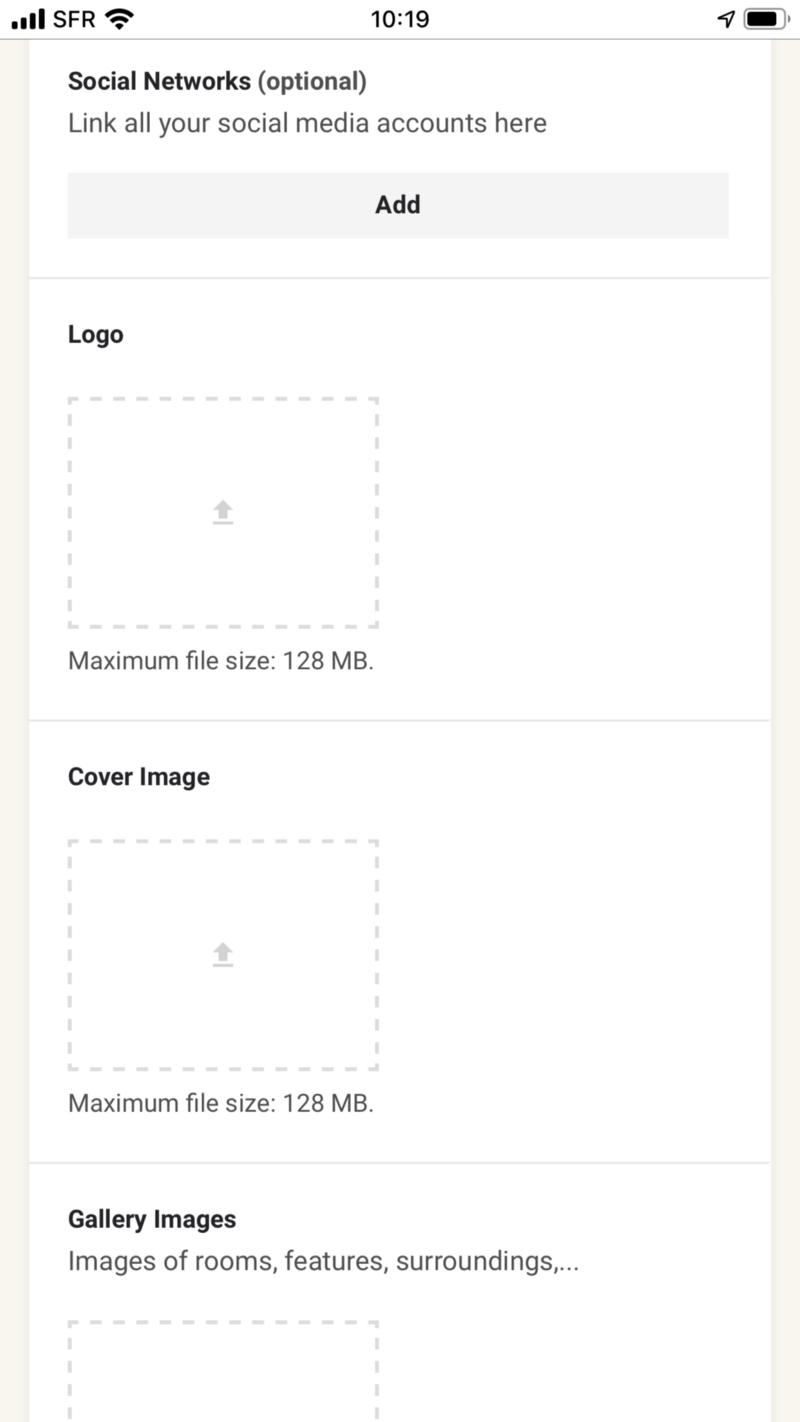 SFR 10:19
Social Networks (optional)
Link all your social media accounts here
Add
Logo
Maximum file size: 128 MB.
Cover Image
Maximum file size: 128 MB.
Gallery Images
Images of rooms, features, surroundings,...